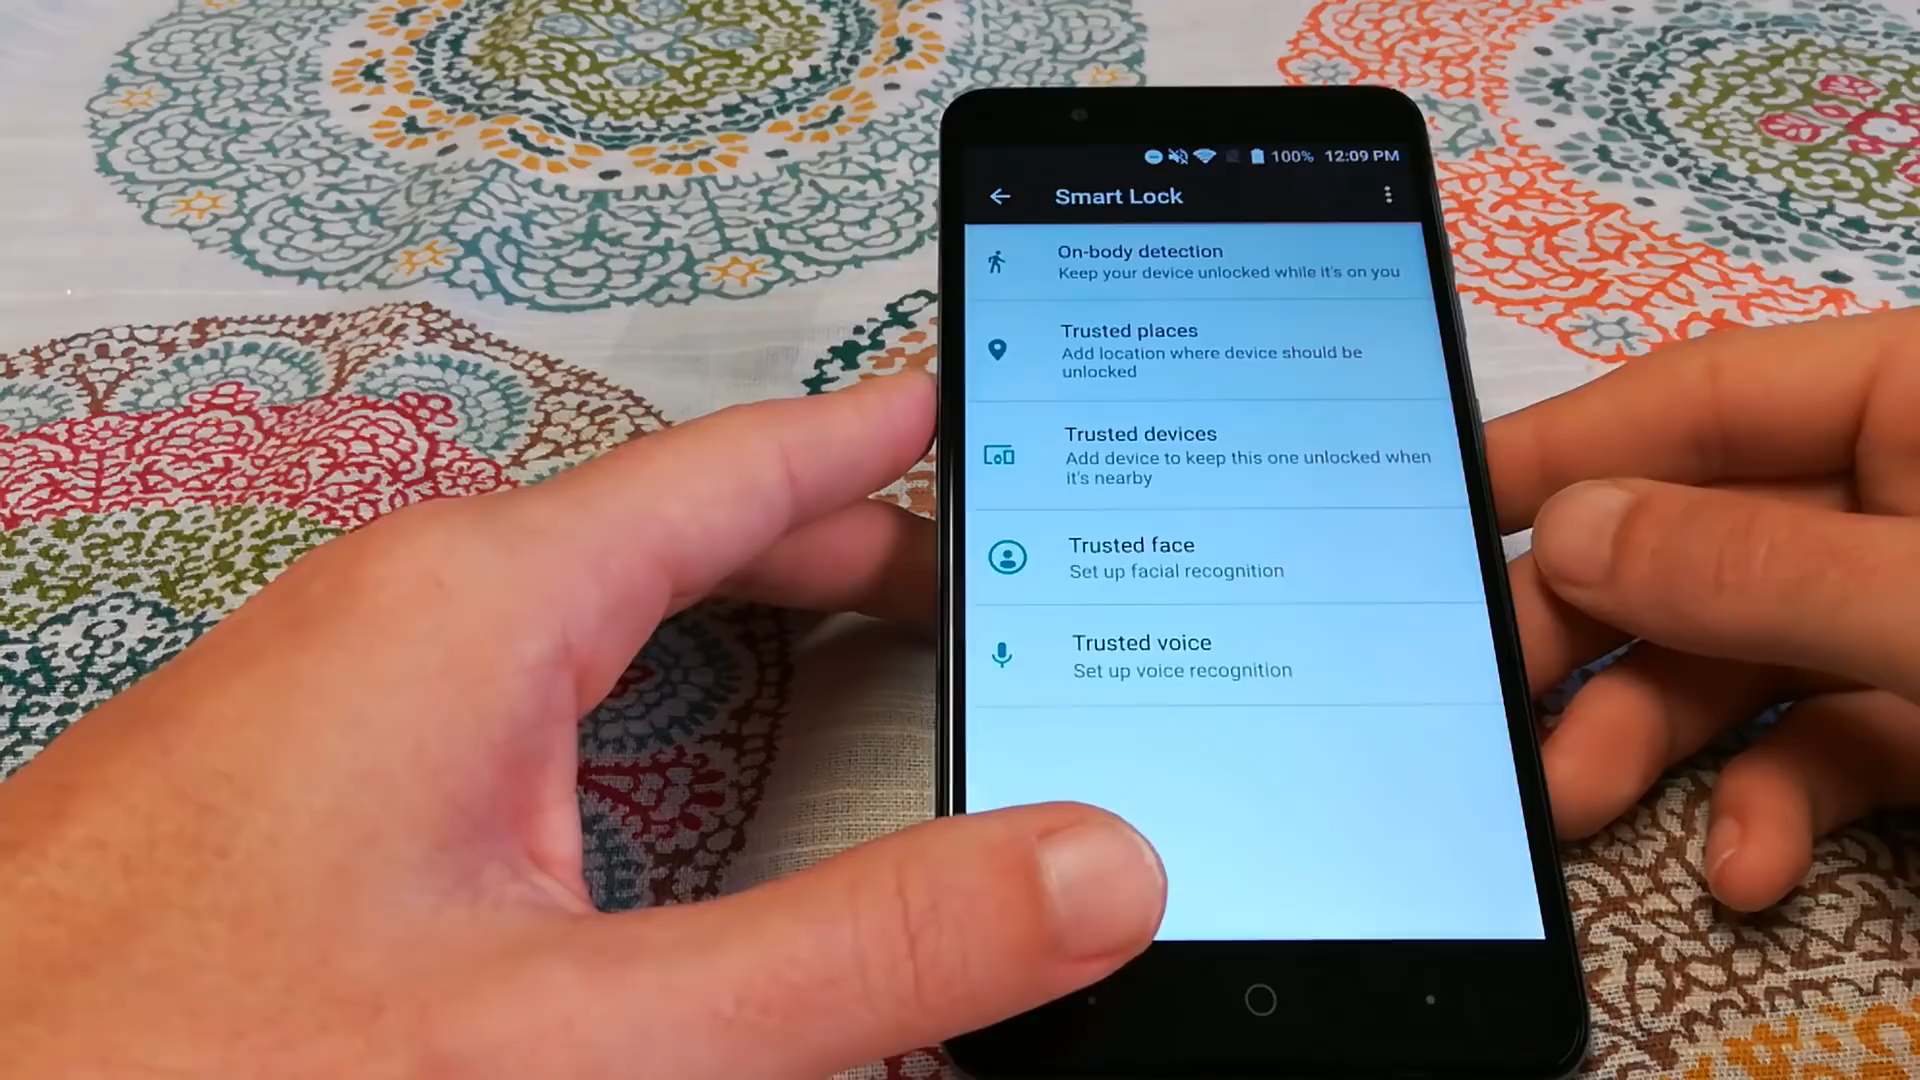 100% 12:09 PM
Smart Lock
On-body detection
Keep your device unlocked while it's on you
Trusted places
Add location where device should be
unlocked
Trusted devices
Add device to keep this one unlocked when
it's nearby
Trusted face
Set up facial recognition
Trusted voice
Set up voice recognition